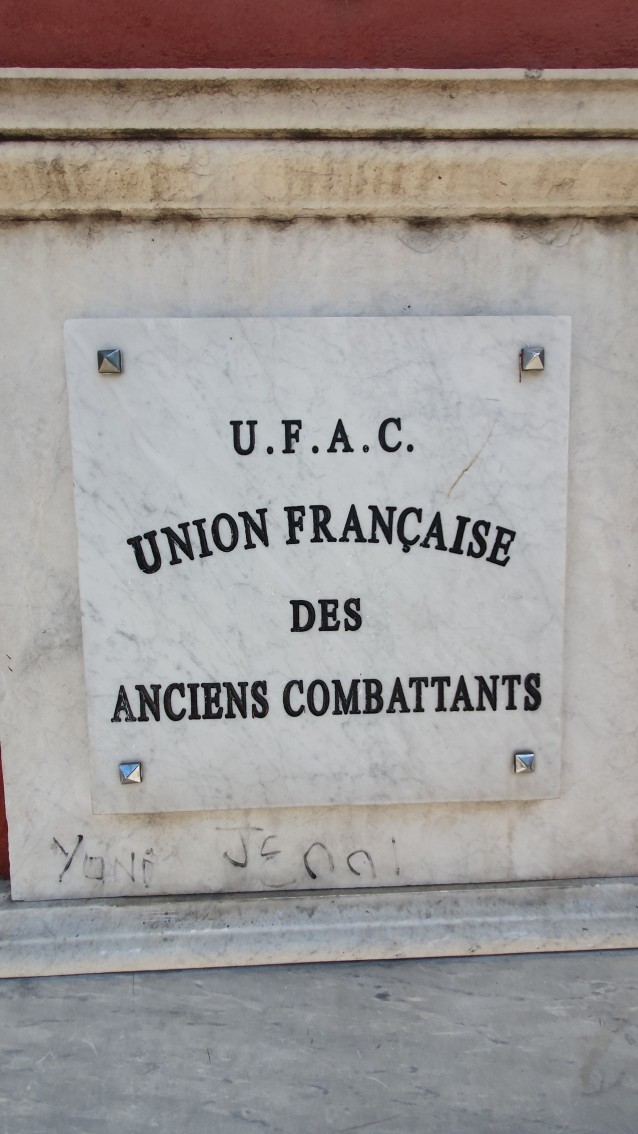 U.F.A.C.
UNION FRANÇAISE
DES
ANCIENS COMBATTANTS
YONI